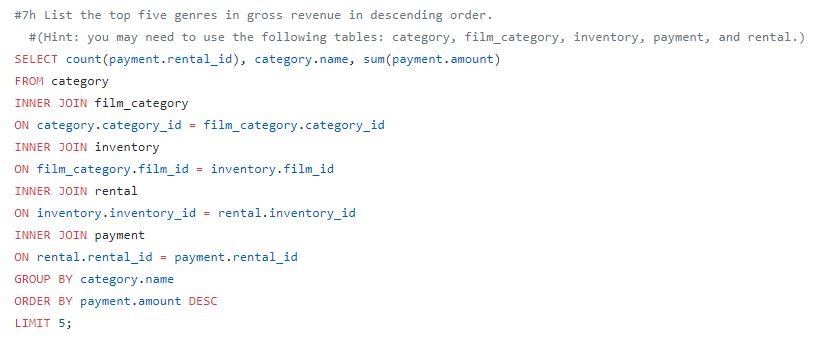 #7h List the top five genres in gross revenue in descending order.
#(Hint: you may need to use the following tables: category, film_category, inventory, payment, and rental.)
SELECT count(payment.rental_id), category.name, sum(payment.amount)
FROM category
INNER JOIN film_category
ON category.category_id = film_category.category_id
INNER JOIN inventory
ON film_category.film_id = inventory.film_id
INNER JOIN rental
ON inventory.inventory_id = rental.inventory_id
INNER JOIN payment
ON rental.rental_id = payment.rental_id
GROUP BY category.name
ORDER BY payment.amount DESC
LIMIT 5;